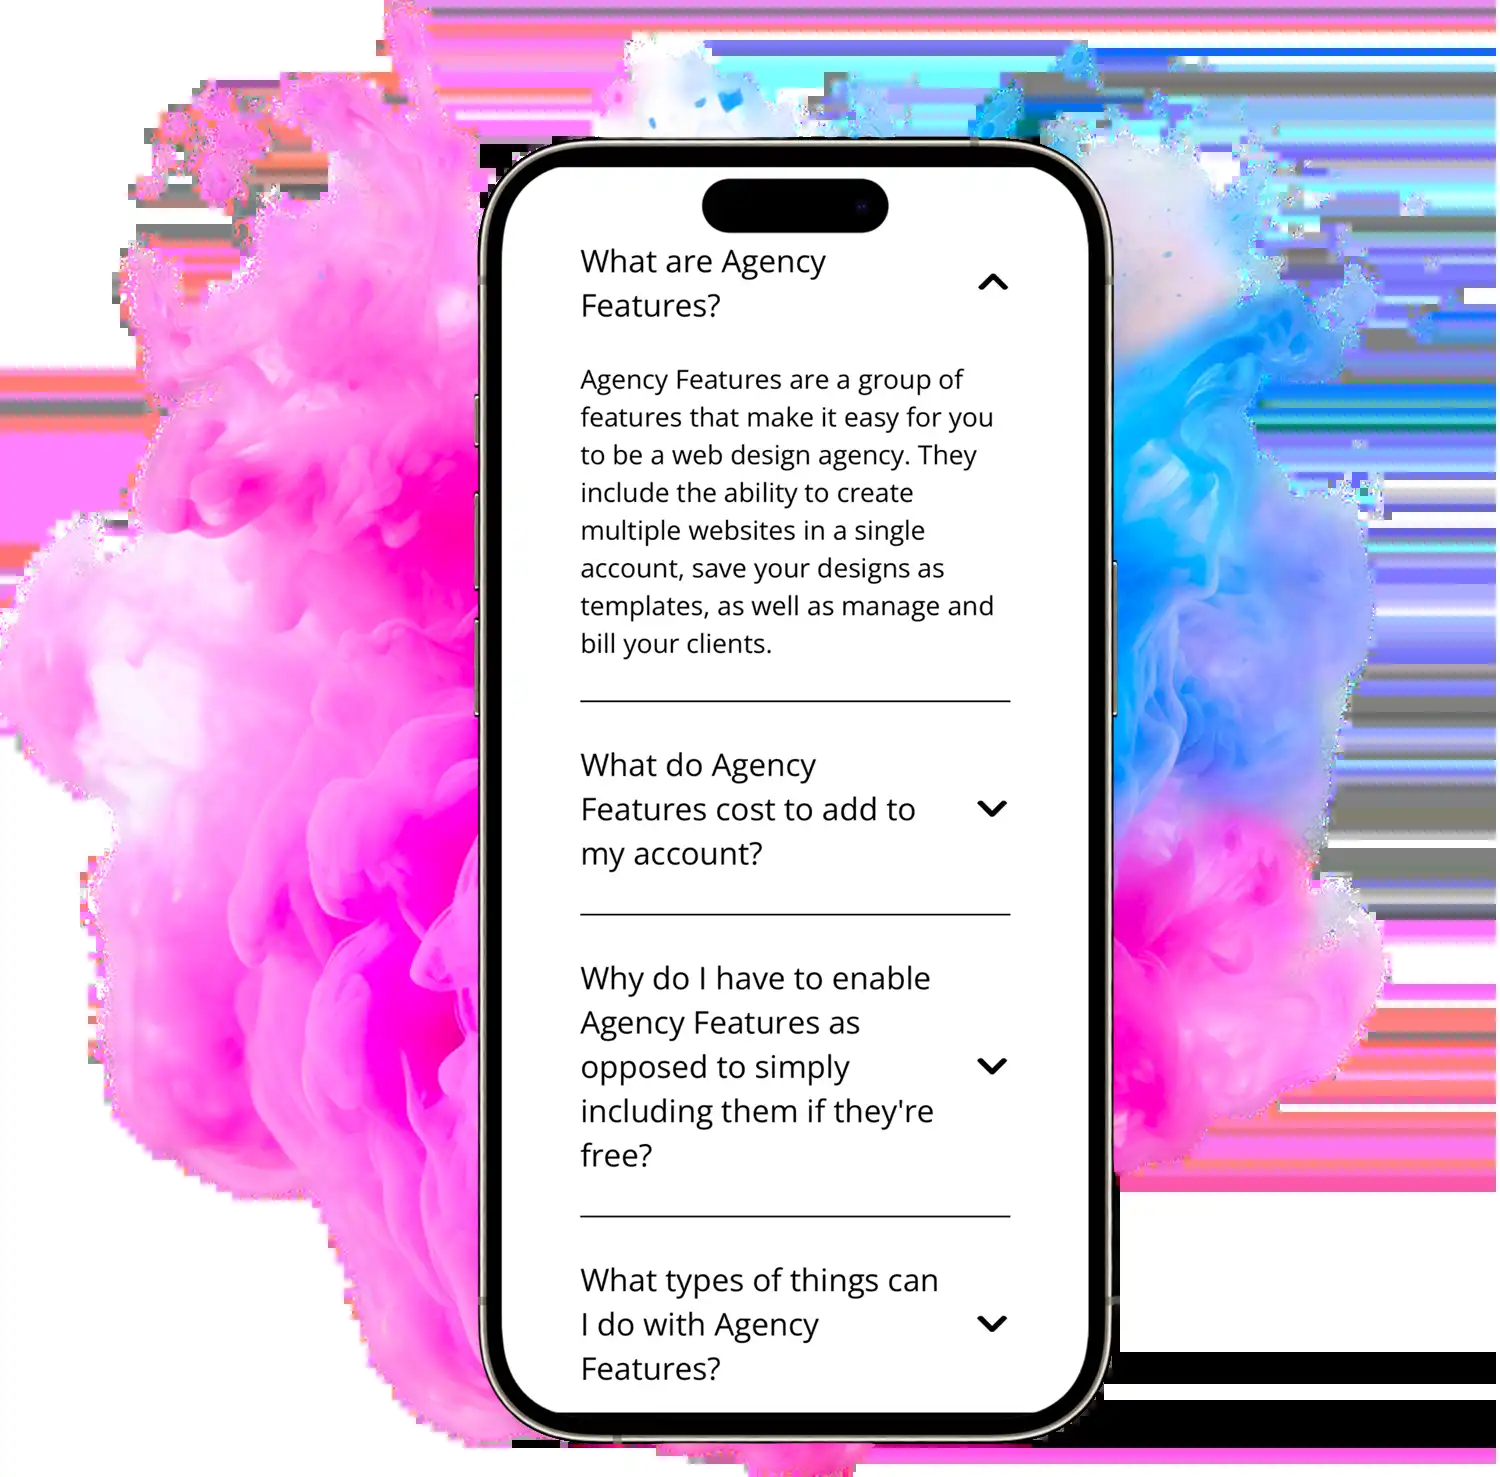 What are Agency
Features?
Agency Features are a group of
features that make it easy for you
to be a web design agency. They
include the ability to create
multiple websites in a single
account, save your designs as
templates, as well as manage and
bill your clients.
What do Agency
Features cost to add to
my account?
Why do I have to enable
Agency Features as
opposed to simply
including them if they're
free?
What types of things can
I do with Agency
Features?